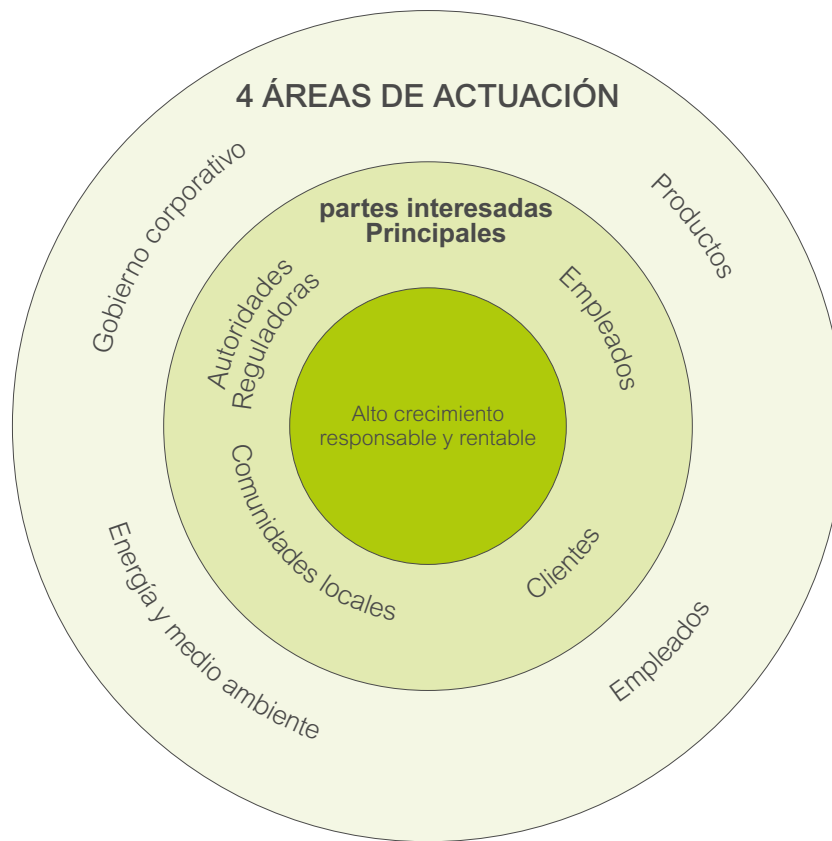 4 ÁREAS DE ACTUACIÓN
Gobierno corporativo
Productos
partes interesadas
Principales
Autoridades
Reguladoras
Empleados
Alto crecimiento
responsable y rentable
Comunidades locales
Clientes
Energía y medio ambiente
Empleados